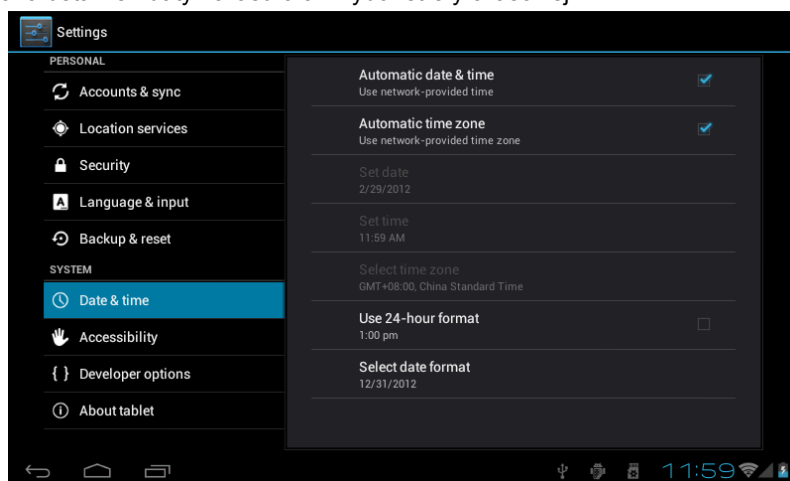 Settings
PERSONAL
Accounts & sync
Location services
Security
Language & input
Backup & reset
SYSTEM
Date & time
Accessibility
{ } Developer options
About tablet
Automatic date & time
Use network-provided time
Automatic time zone
Use network-provided time zone
Set date
2/29/2012
Set time
11:59 AM
Select time zone
GMT+08:00, China Standard Time
Use 24-hour format
1:00 pm
Select date format
12/31/2012
11:59